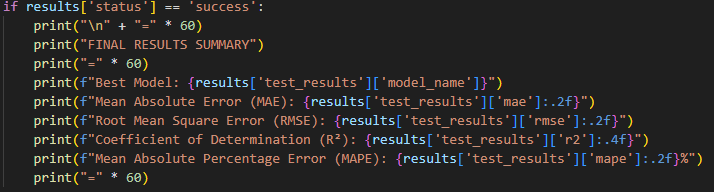 if results['status'] == 'success':
    print("\n" + "=" * 60)
    print("FINAL RESULTS SUMMARY")
    print("=" * 60)
    print(f"Best Model: {results['test_results']['model_name']}")
    print(f"Mean Absolute Error (MAE): {results['test_results']['mae']:.2f}")
    print(f"Root Mean Square Error (RMSE): {results['test_results']['rmse']:.2f}")
    print(f"Coefficient of Determination (R²): {results['test_results']['r2']:.4f}")
    print(f"Mean Absolute Percentage Error (MAPE): {results['test_results']['mape']:.2f}%")
    print("=" * 60)